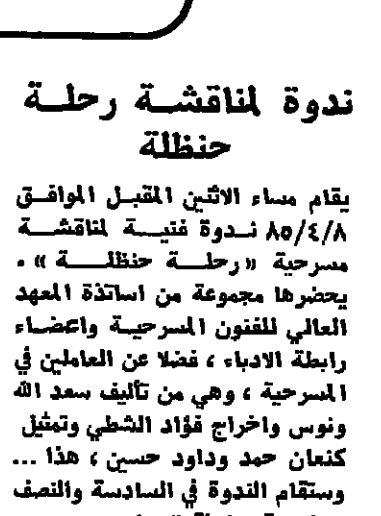 ندوة لمناقشة رحلة
حنظلة
يقام مساء الاثنين المقبل الموافق
٨٥/٤/٨ ندوة فنية لمناقشة
مسرحية «رحلة حنظلة» .
يحضرها مجموعة من اساتذة المعهد
العالي للفنون المسرحية واعضاء
رابطة الادباء ، فضلا عن العاملين في
المسرحية ، وهي من تأليف سعد الله
ونوس واخراج فؤاد الشطي وتمثيل
كنعان حمد وداود حسين ، هذا ...
وستقام الندوة في السادسة والنصف